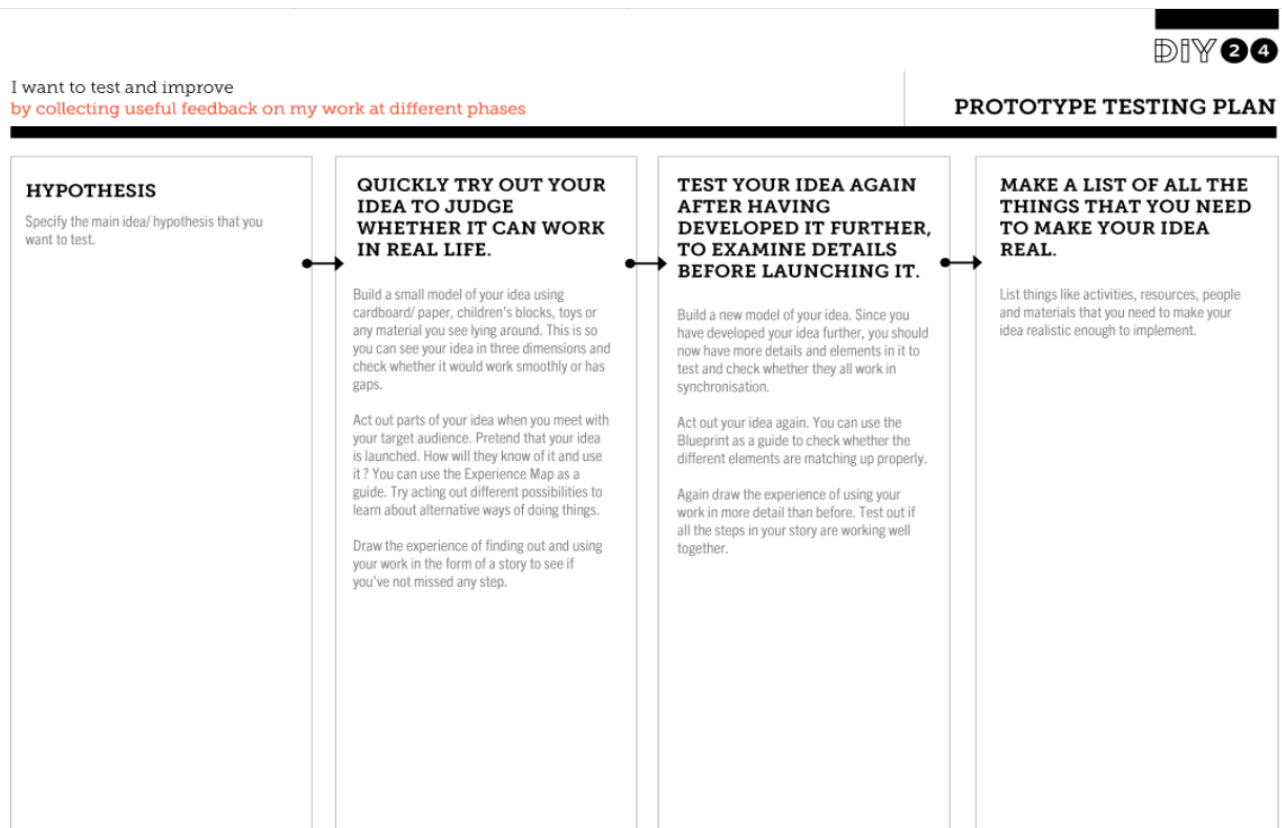 DIY 24
I want to test and improve
by collecting useful feedback on my work at different phases
PROTOTYPE TESTING PLAN
HYPOTHESIS
Specify the main idea/ hypothesis that you
want to test.
QUICKLY TRY OUT YOUR
IDEA TO JUDGE
WHETHER IT CAN WORK
IN REAL LIFE.
Build a small model of your idea using
cardboard/ paper, children's blocks, toys or
any material you see lying around. This is so
you can see your idea in three dimensions and
check whether it would work smoothly or has
gaps.
Act out parts of your idea when you meet with
your target audience. Pretend that your idea
is launched. How will they know of it and use
it ? You can use the Experience Map as a
guide. Try acting out different possibilities to
learn about alternative ways of doing things.
Draw the experience of finding out and using
your work in the form of a story to see if
you've not missed any step.
TEST YOUR IDEA AGAIN
AFTER HAVING
DEVELOPED IT FURTHER,
TO EXAMINE DETAILS
BEFORE LAUNCHING IT.
Build a new model of your idea. Since you
have developed your idea further, you should
now have more details and elements in it to
test and check whether they all work in
synchronisation.
Act out your idea again. You can use the
Blueprint as a guide to check whether the
different elements are matching up properly.
Again draw the experience of using your
work in more detail than before. Test out if
all the steps in your story are working well
together.
MAKE A LIST OF ALL THE
THINGS THAT YOU NEED
TO MAKE YOUR IDEA
REAL.
List things like activities, resources, people
and materials that you need to make your
idea realistic enough to implement.